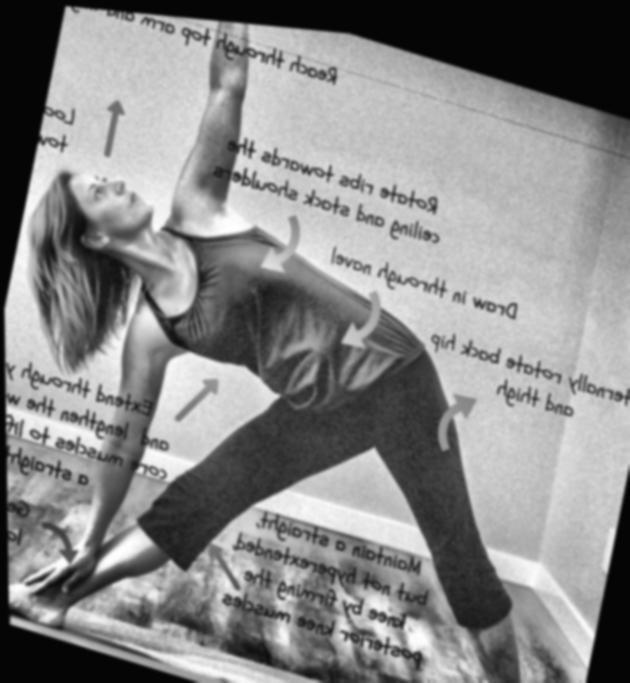 Reach through top arm and
Rotate ribs towards the
ceiling and stack shoulders
Draw in through navel
rotate back hip
and thigh
Extend through
and lengthen the
core muscles to lift
a straight
Maintain a straight,
but not hyperextended,
knee by firming the
posterior knee muscles